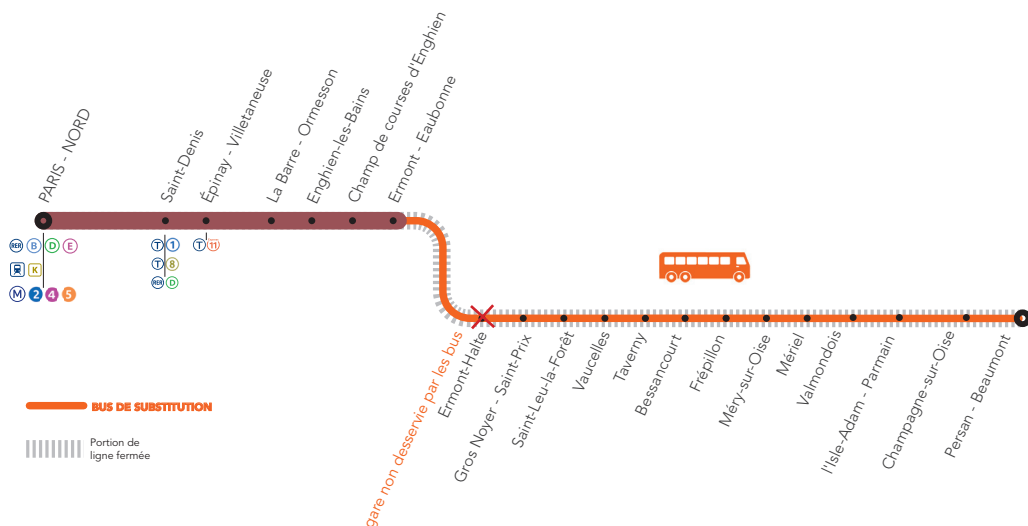 PARIS - NORD
Saint-Denis
Épinay - Villetaneuse
La Barre - Ormesson
Enghien-les-Bains
Champ de courses d'Enghien
Ermont - Eaubonne
RER B D E
K
M 2 4 5
T 1
T 8
RER D
T 11
gare non desservie par les bus
Ermont-Halte
Gros Noyer - Saint-Prix
Saint-Leu-la-Forêt
Vaucelles
Taverny
Bessancourt
Frépillon
Méry-sur-Oise
Mériel
Valmondois
l'Isle-Adam - Parmain
Champagne-sur-Oise
Persan - Beaumont
BUS DE SUBSTITUTION
Portion de
ligne fermée